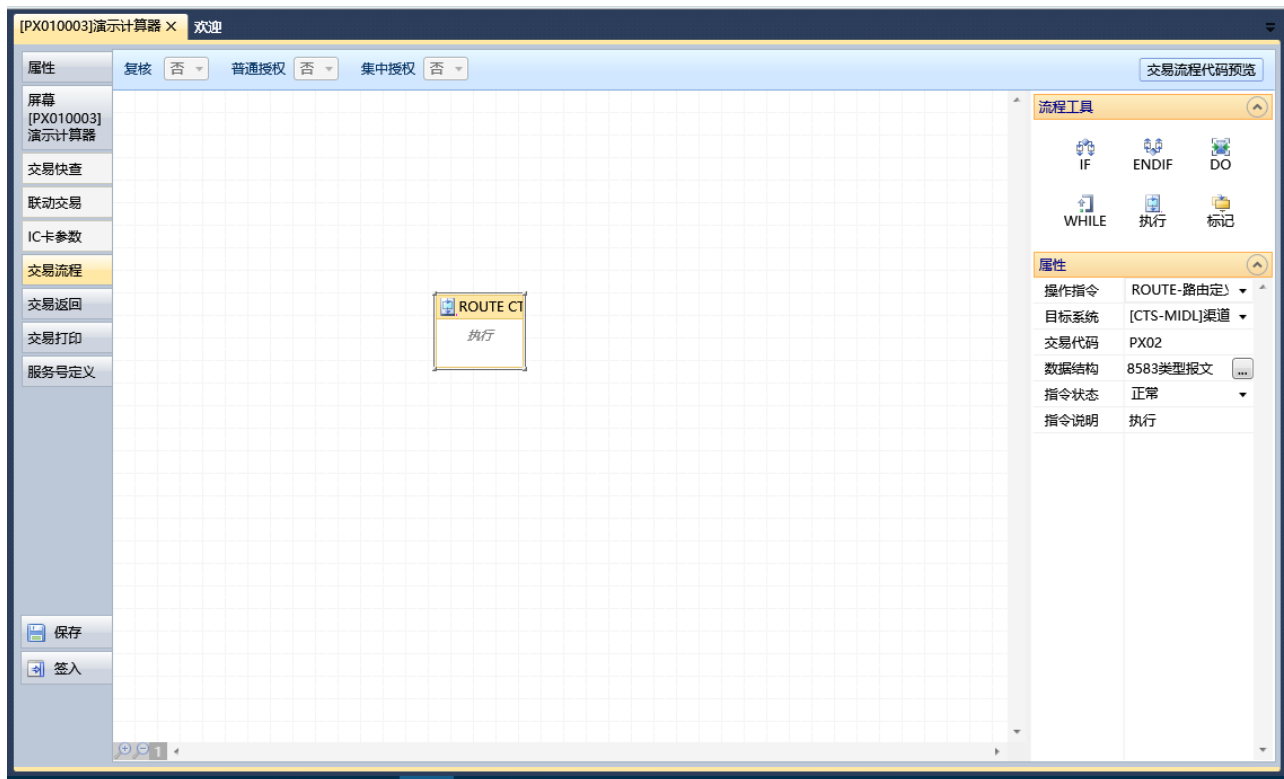 [PX010003]演示计算器 × 欢迎
属性
屏幕
[PX010003]
演示计算器
交易快查
联动交易
IC卡参数
交易流程
交易返回
交易打印
服务号定义
保存
签入
复核 否 普通授权 否 集中授权 否 交易流程代码预览
ROUTE CT
执行
1
流程工具
IF ENDIF DO
WHILE 执行 标记
属性
操作指令 ROUTE-路由定
目标系统 [CTS-MIDL]渠道
交易代码 PX02
数据结构 8583类型报文 ...
指令状态 正常
指令说明 执行